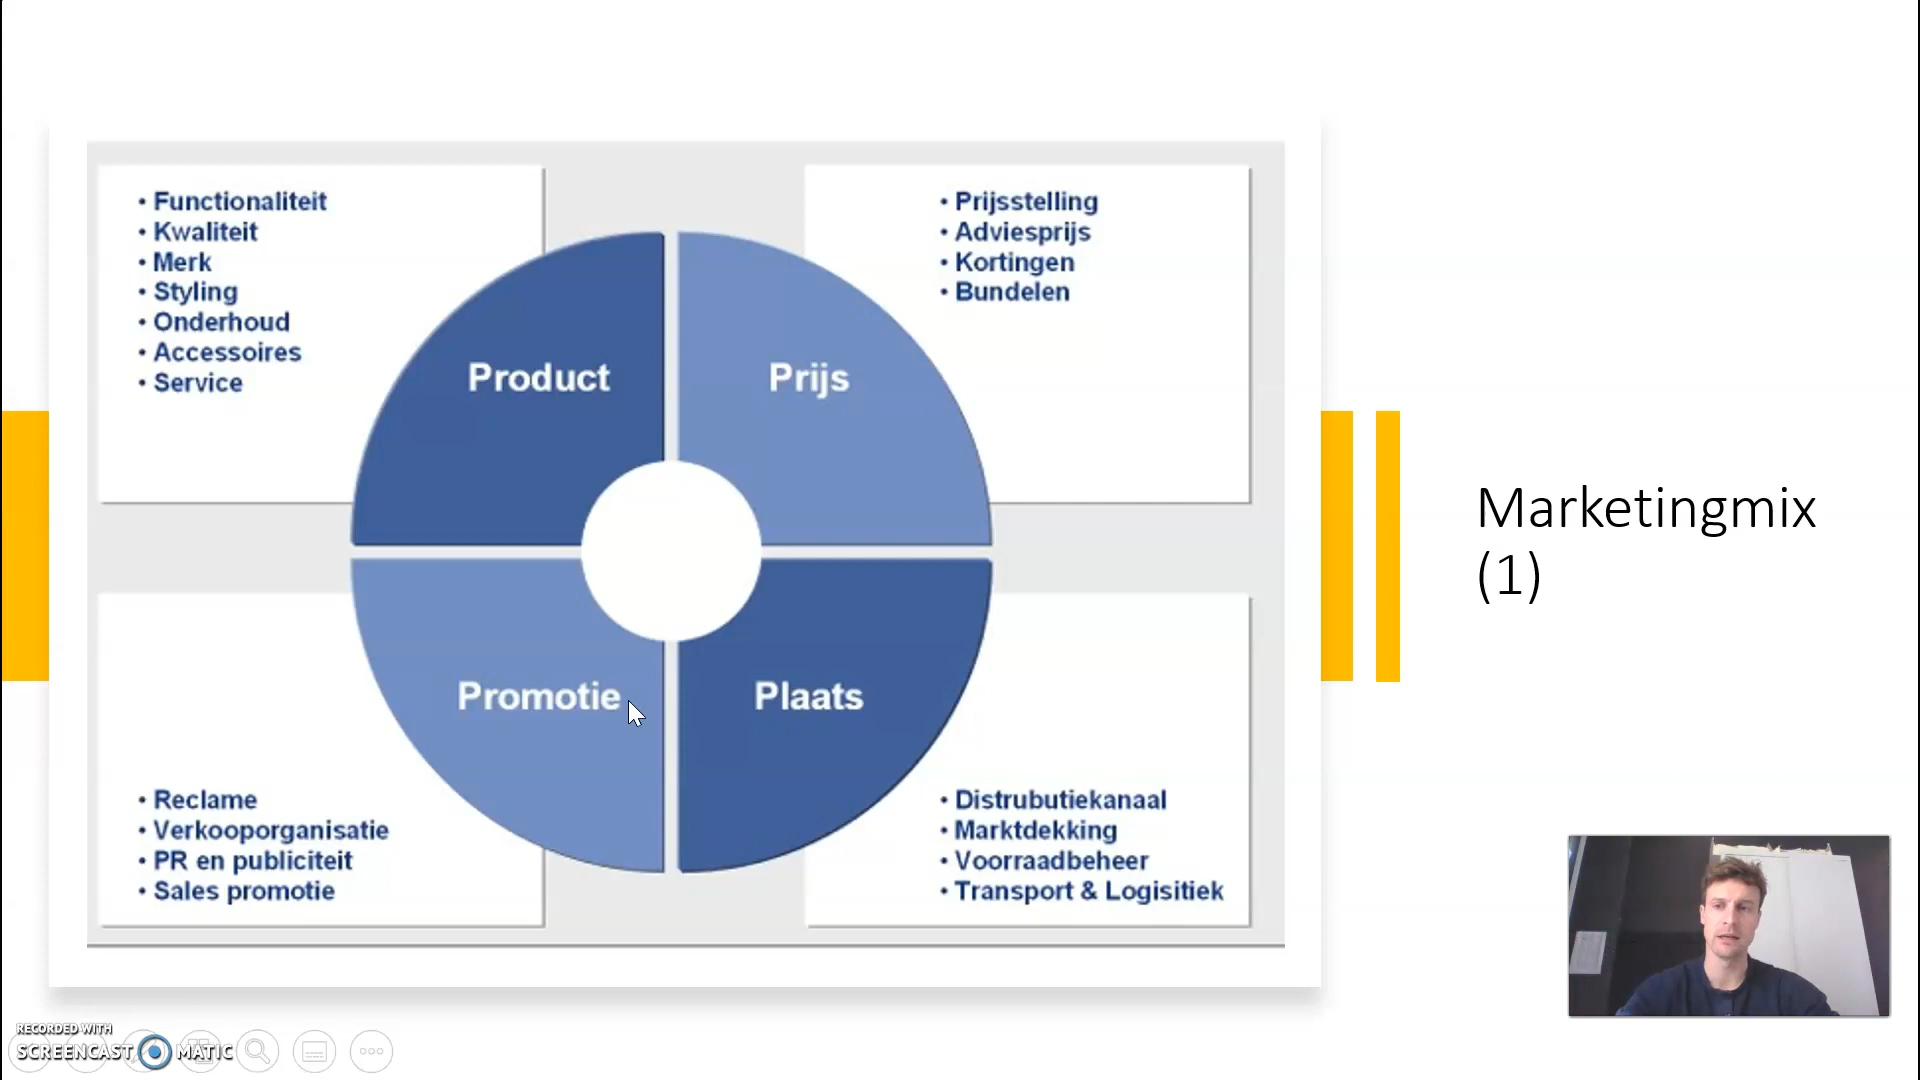 • Functionaliteit
• Kwaliteit
• Merk
• Styling
• Onderhoud
• Accessoires
• Service
• Prijsstelling
• Adviesprijs
• Kortingen
• Bundelen
Product
Prijs
Promotie
Plaats
• Reclame
• Verkooporganisatie
• PR en publiciteit
• Sales promotie
• Distrubutiekanaal
• Marktdekking
• Voorraadbeheer
• Transport & Logisitiek
Marketingmix
(1)
RECORDED WITH
SCREENCAST MATIC